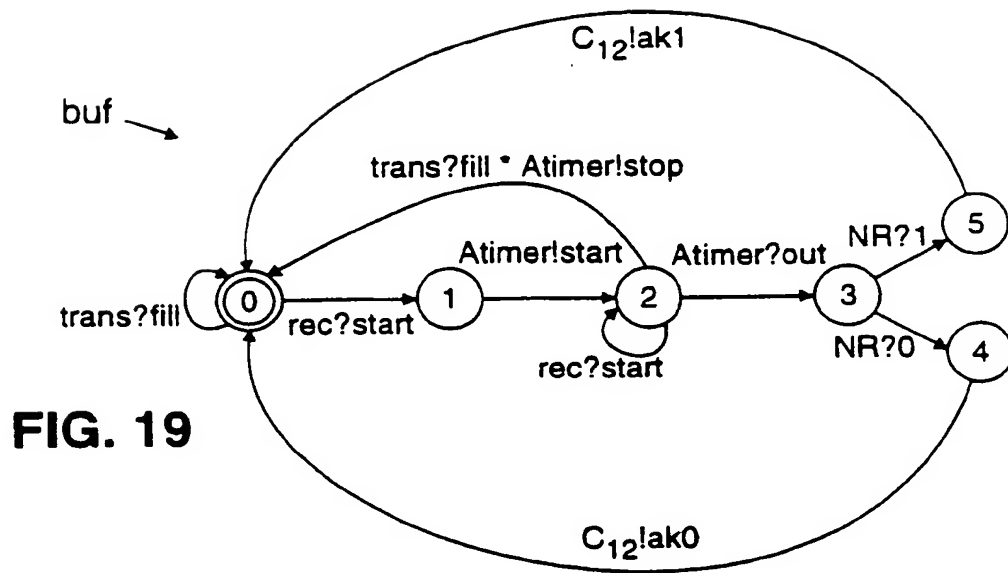 C12!ak1
buf
trans?fill * Atimer!stop
5
NR?1
Atimer!start
Atimer?out
0
1
2
3
trans?fill
rec?start
NR?0
4
rec?start
FIG. 19
C12!ak0